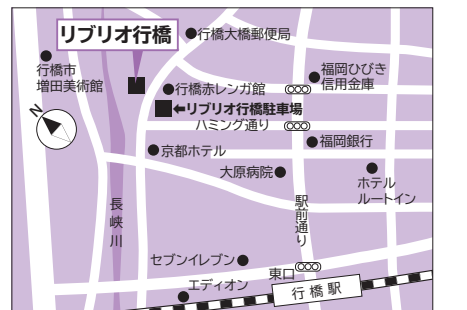 リブリオ行橋
行橋大橋郵便局
行橋市
増田美術館
福岡ひびき
信用金庫
行橋赤レンガ館
←リブリオ行橋駐車場
ハミング通り
N
福岡銀行
京都ホテル
大原病院
ホテル
ルートイン
長峡川
駅前通り
セブンイレブン
東口
エディオン
行橋駅